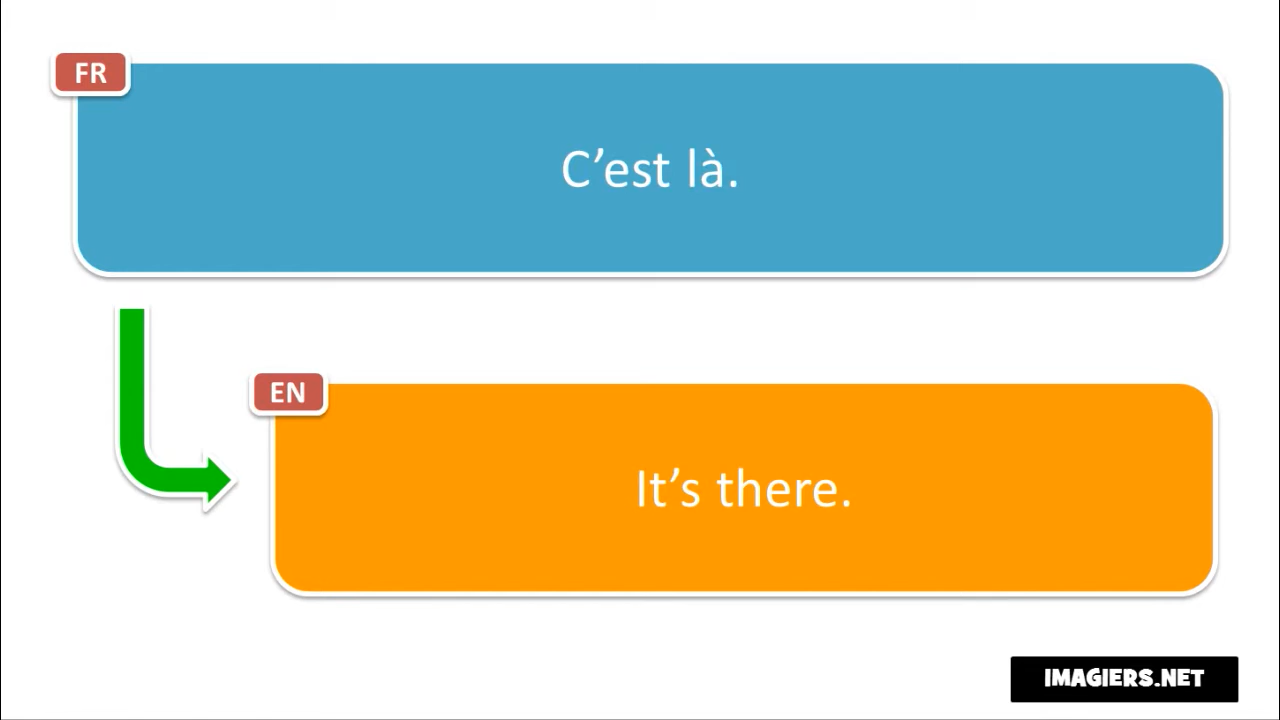 FR
C’est là.
EN
It’s there.
IMAGIERS.NET